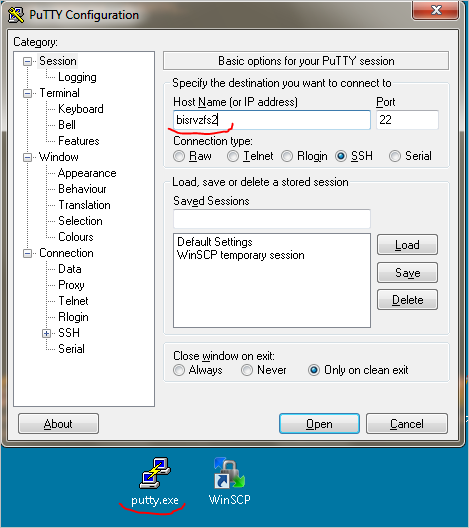 PuTTY Configuration
Category:
Session
Logging
Terminal
Keyboard
Bell
Features
Window
Appearance
Behaviour
Translation
Selection
Colours
Connection
Data
Proxy
Telnet
Rlogin
SSH
Serial
Basic options for your PuTTY session
Specify the destination you want to connect to
Host Name (or IP address) Port
bisrvzfs2 22
Connection type:
Raw Telnet Rlogin SSH Serial
Load, save or delete a stored session
Saved Sessions
Default Settings
WinSCP temporary session
Load
Save
Delete
Close window on exit:
Always Never Only on clean exit
About Open Cancel
putty.exe WinSCP